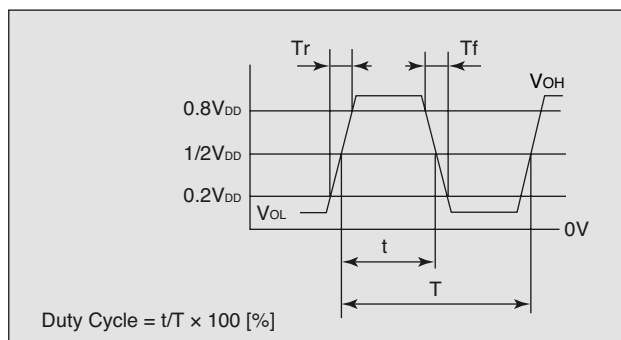 Tr
Tf
VOH
0.8VDD
1/2VDD
0.2VDD
VOL
0V
t
T
Duty Cycle = t/T × 100 [%]